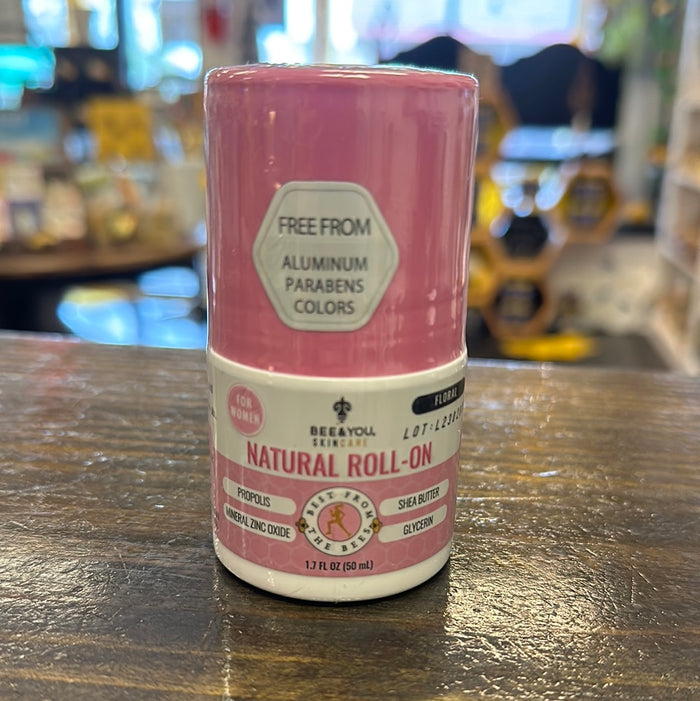 FREE FROM
ALUMINUM
PARABENS
COLORS
FOR
WOMEN
BEE&YOU
SKINCARE
FLORAL
NATURAL ROLL-ON
PROPOLIS
MINERAL ZINC OXIDE
BEST FROM
THE BEES
SHEA BUTTER
GLYCERIN
1.7 FL OZ (50 mL)